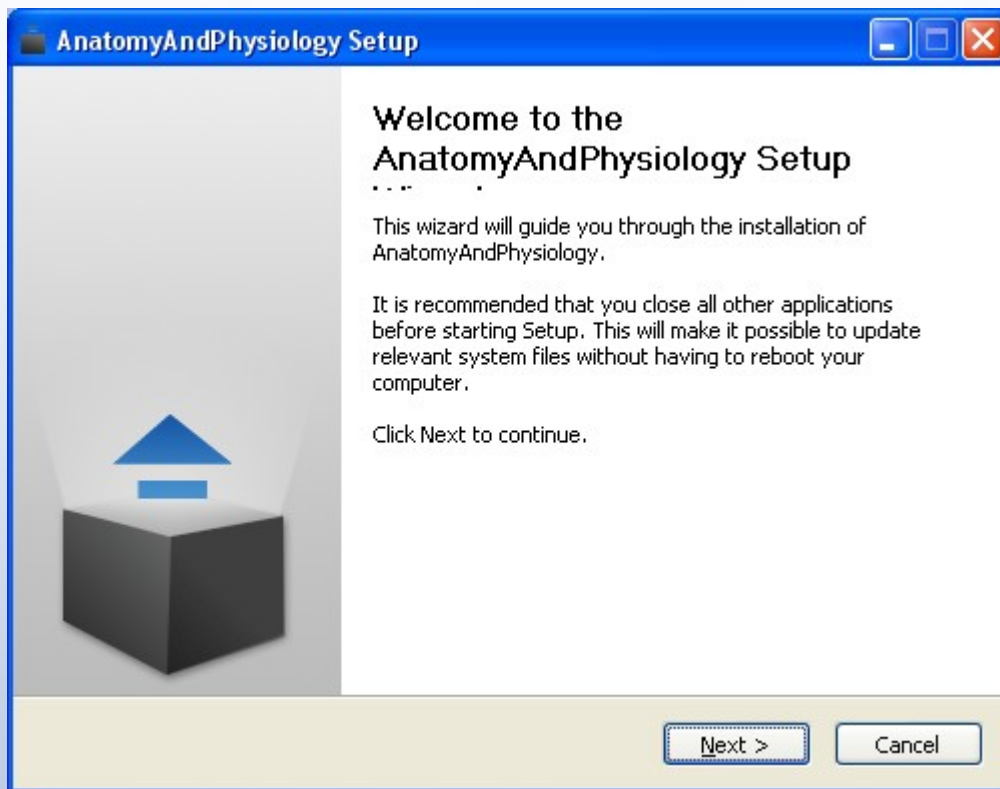 AnatomyAndPhysiology Setup
Welcome to the
AnatomyAndPhysiology Setup
This wizard will guide you through the installation of
AnatomyAndPhysiology.
It is recommended that you close all other applications
before starting Setup. This will make it possible to update
relevant system files without having to reboot your
computer.
Click Next to continue.
Next >
Cancel